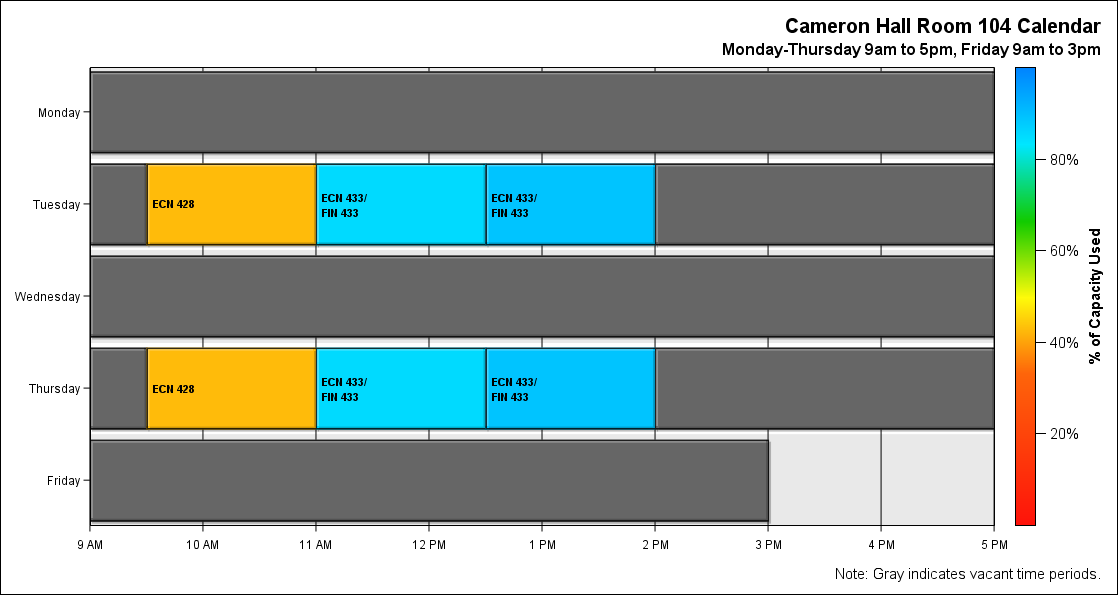 Cameron Hall Room 104 Calendar
Monday-Thursday 9am to 5pm, Friday 9am to 3pm
Monday
Tuesday
ECN 428
ECN 433/
FIN 433
ECN 433/
FIN 433
Wednesday
Thursday
ECN 428
ECN 433/
FIN 433
ECN 433/
FIN 433
Friday
9 AM
10 AM
11 AM
12 PM
1 PM
2 PM
3 PM
4 PM
5 PM
80%
60%
40%
20%
% of Capacity Used
Note: Gray indicates vacant time periods.